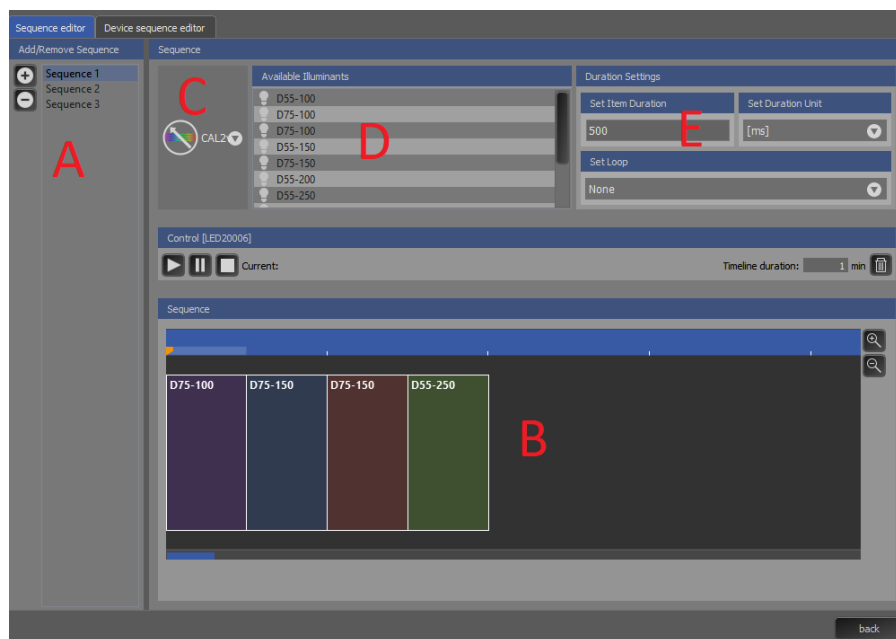 Sequence editor
Device sequence editor
Add/Remove Sequence
Sequence
Sequence 1
Sequence 2
Sequence 3
A
C
CAL2
Available Illuminants
D55-100
D75-100
D75-100
D55-150
D75-150
D55-200
D55-250
D
Duration Settings
Set Item Duration
Set Duration Unit
500
E
[ms]
Set Loop
None
Control [LED20006]
Current:
Timeline duration: 1 min
Sequence
D75-100 D75-150 D75-150 D55-250
B
back